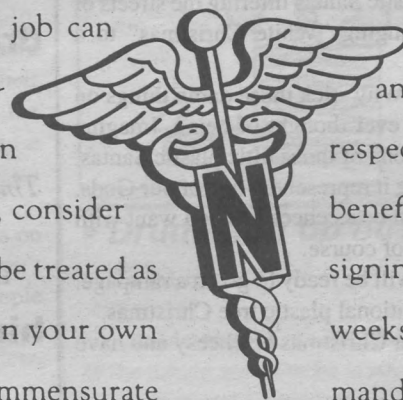 job can
r
n
, consider
be treated as
n your own
mmensurate
N
an
respec
benef
signin
weeks
mand